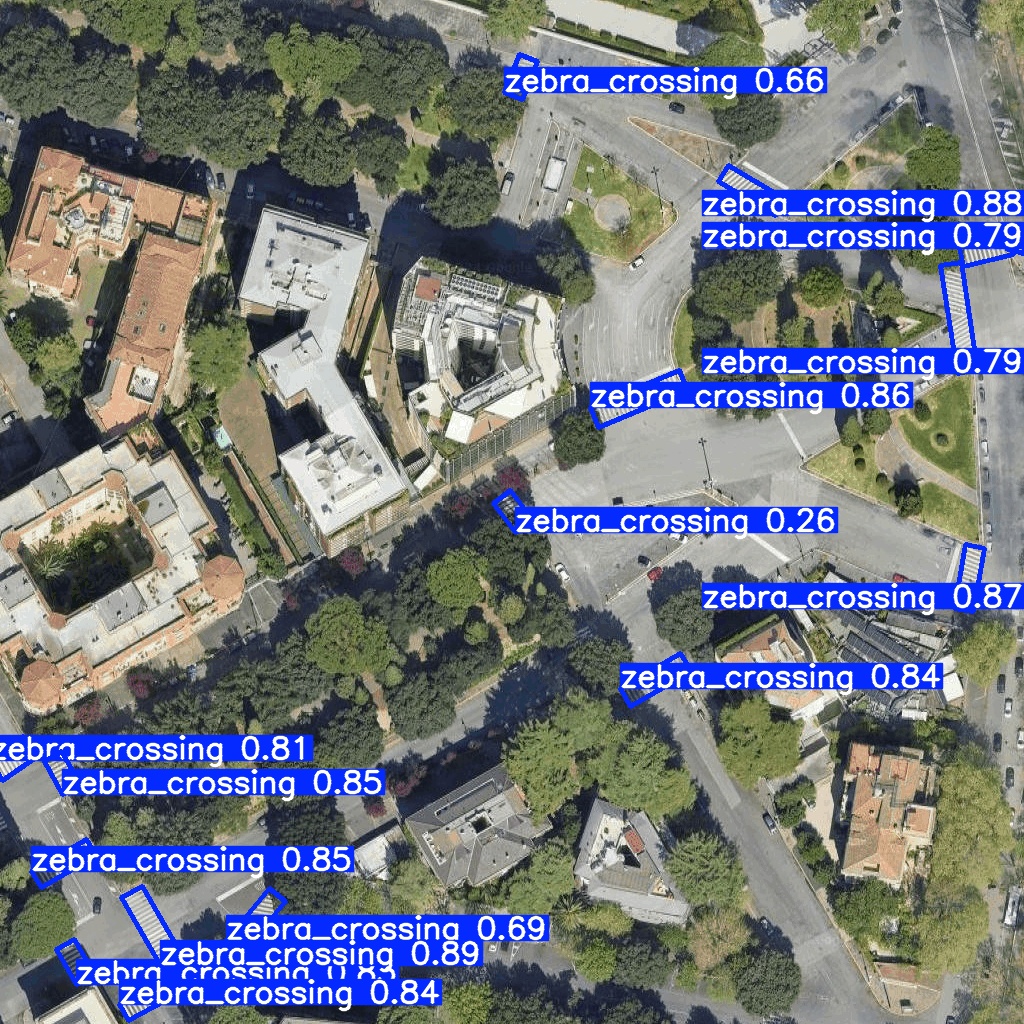 zebra_crossing 0.66
zebra_crossing 0.88
zebra_crossing 0.79
zebra_crossing 0.79
zebra_crossing 0.86
zebra_crossing 0.26
zebra_crossing 0.87
zebra_crossing 0.84
zebra_crossing 0.81
zebra_crossing 0.85
zebra_crossing 0.85
zebra_crossing 0.69
zebra_crossing 0.89
zebra_crossing
zebra_crossing 0.84